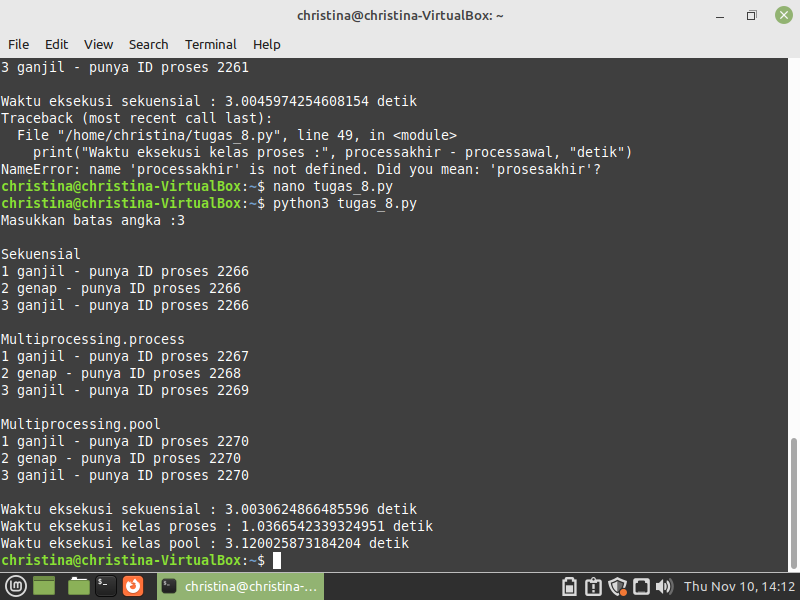 christina@christina-VirtualBox: ~
File Edit View Search Terminal Help
3 ganjil - punya ID proses 2261
Waktu eksekusi sekuensial : 3.0045974254608154 detik
Traceback (most recent call last):
  File "/home/christina/tugas_8.py", line 49, in <module>
    print("Waktu eksekusi kelas proses :", processakhir - processawal, "detik")
NameError: name 'processakhir' is not defined. Did you mean: 'prosesakhir'?
christina@christina-VirtualBox:~$ nano tugas_8.py
christina@christina-VirtualBox:~$ python3 tugas_8.py
Masukkan batas angka :3
Sekuensial
1 ganjil - punya ID proses 2266
2 genap - punya ID proses 2266
3 ganjil - punya ID proses 2266
Multiprocessing.process
1 ganjil - punya ID proses 2267
2 genap - punya ID proses 2268
3 ganjil - punya ID proses 2269
Multiprocessing.pool
1 ganjil - punya ID proses 2270
2 genap - punya ID proses 2270
3 ganjil - punya ID proses 2270
Waktu eksekusi sekuensial : 3.0030624866485596 detik
Waktu eksekusi kelas proses : 1.0366542339324951 detik
Waktu eksekusi kelas pool : 3.120025873184204 detik
christina@christina-VirtualBox:~$
christina@christina-...
Thu Nov 10, 14:12